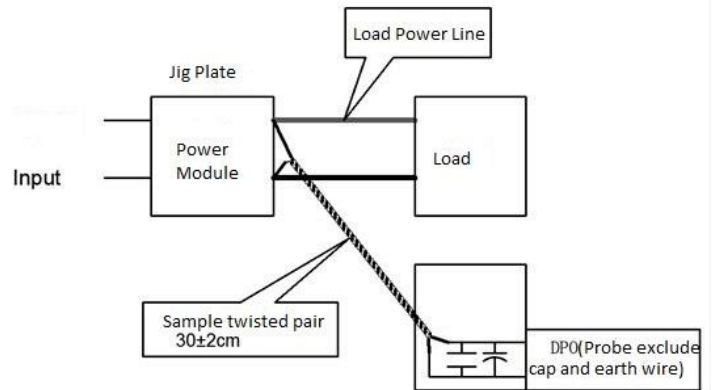 Load Power Line
Jig Plate
Power
Module
Load
Input
Sample twisted pair
30±2cm
DPO(Probe exclude
cap and earth wire)